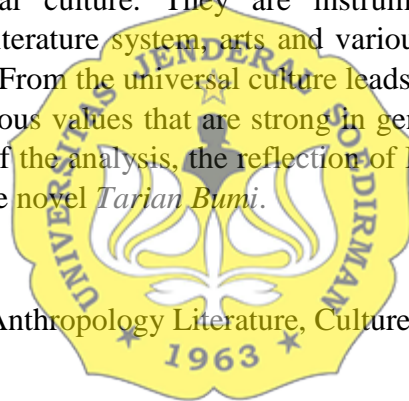 al culture. They are instrum
iterature system, arts and variou
From the universal culture leads
ous values that are strong in ge
f the analysis, the reflection of
e novel Tarian Bumi.
Anthropology Literature, Culture
UNIVERSITAS JENDERAL SOEDIRMAN
1963